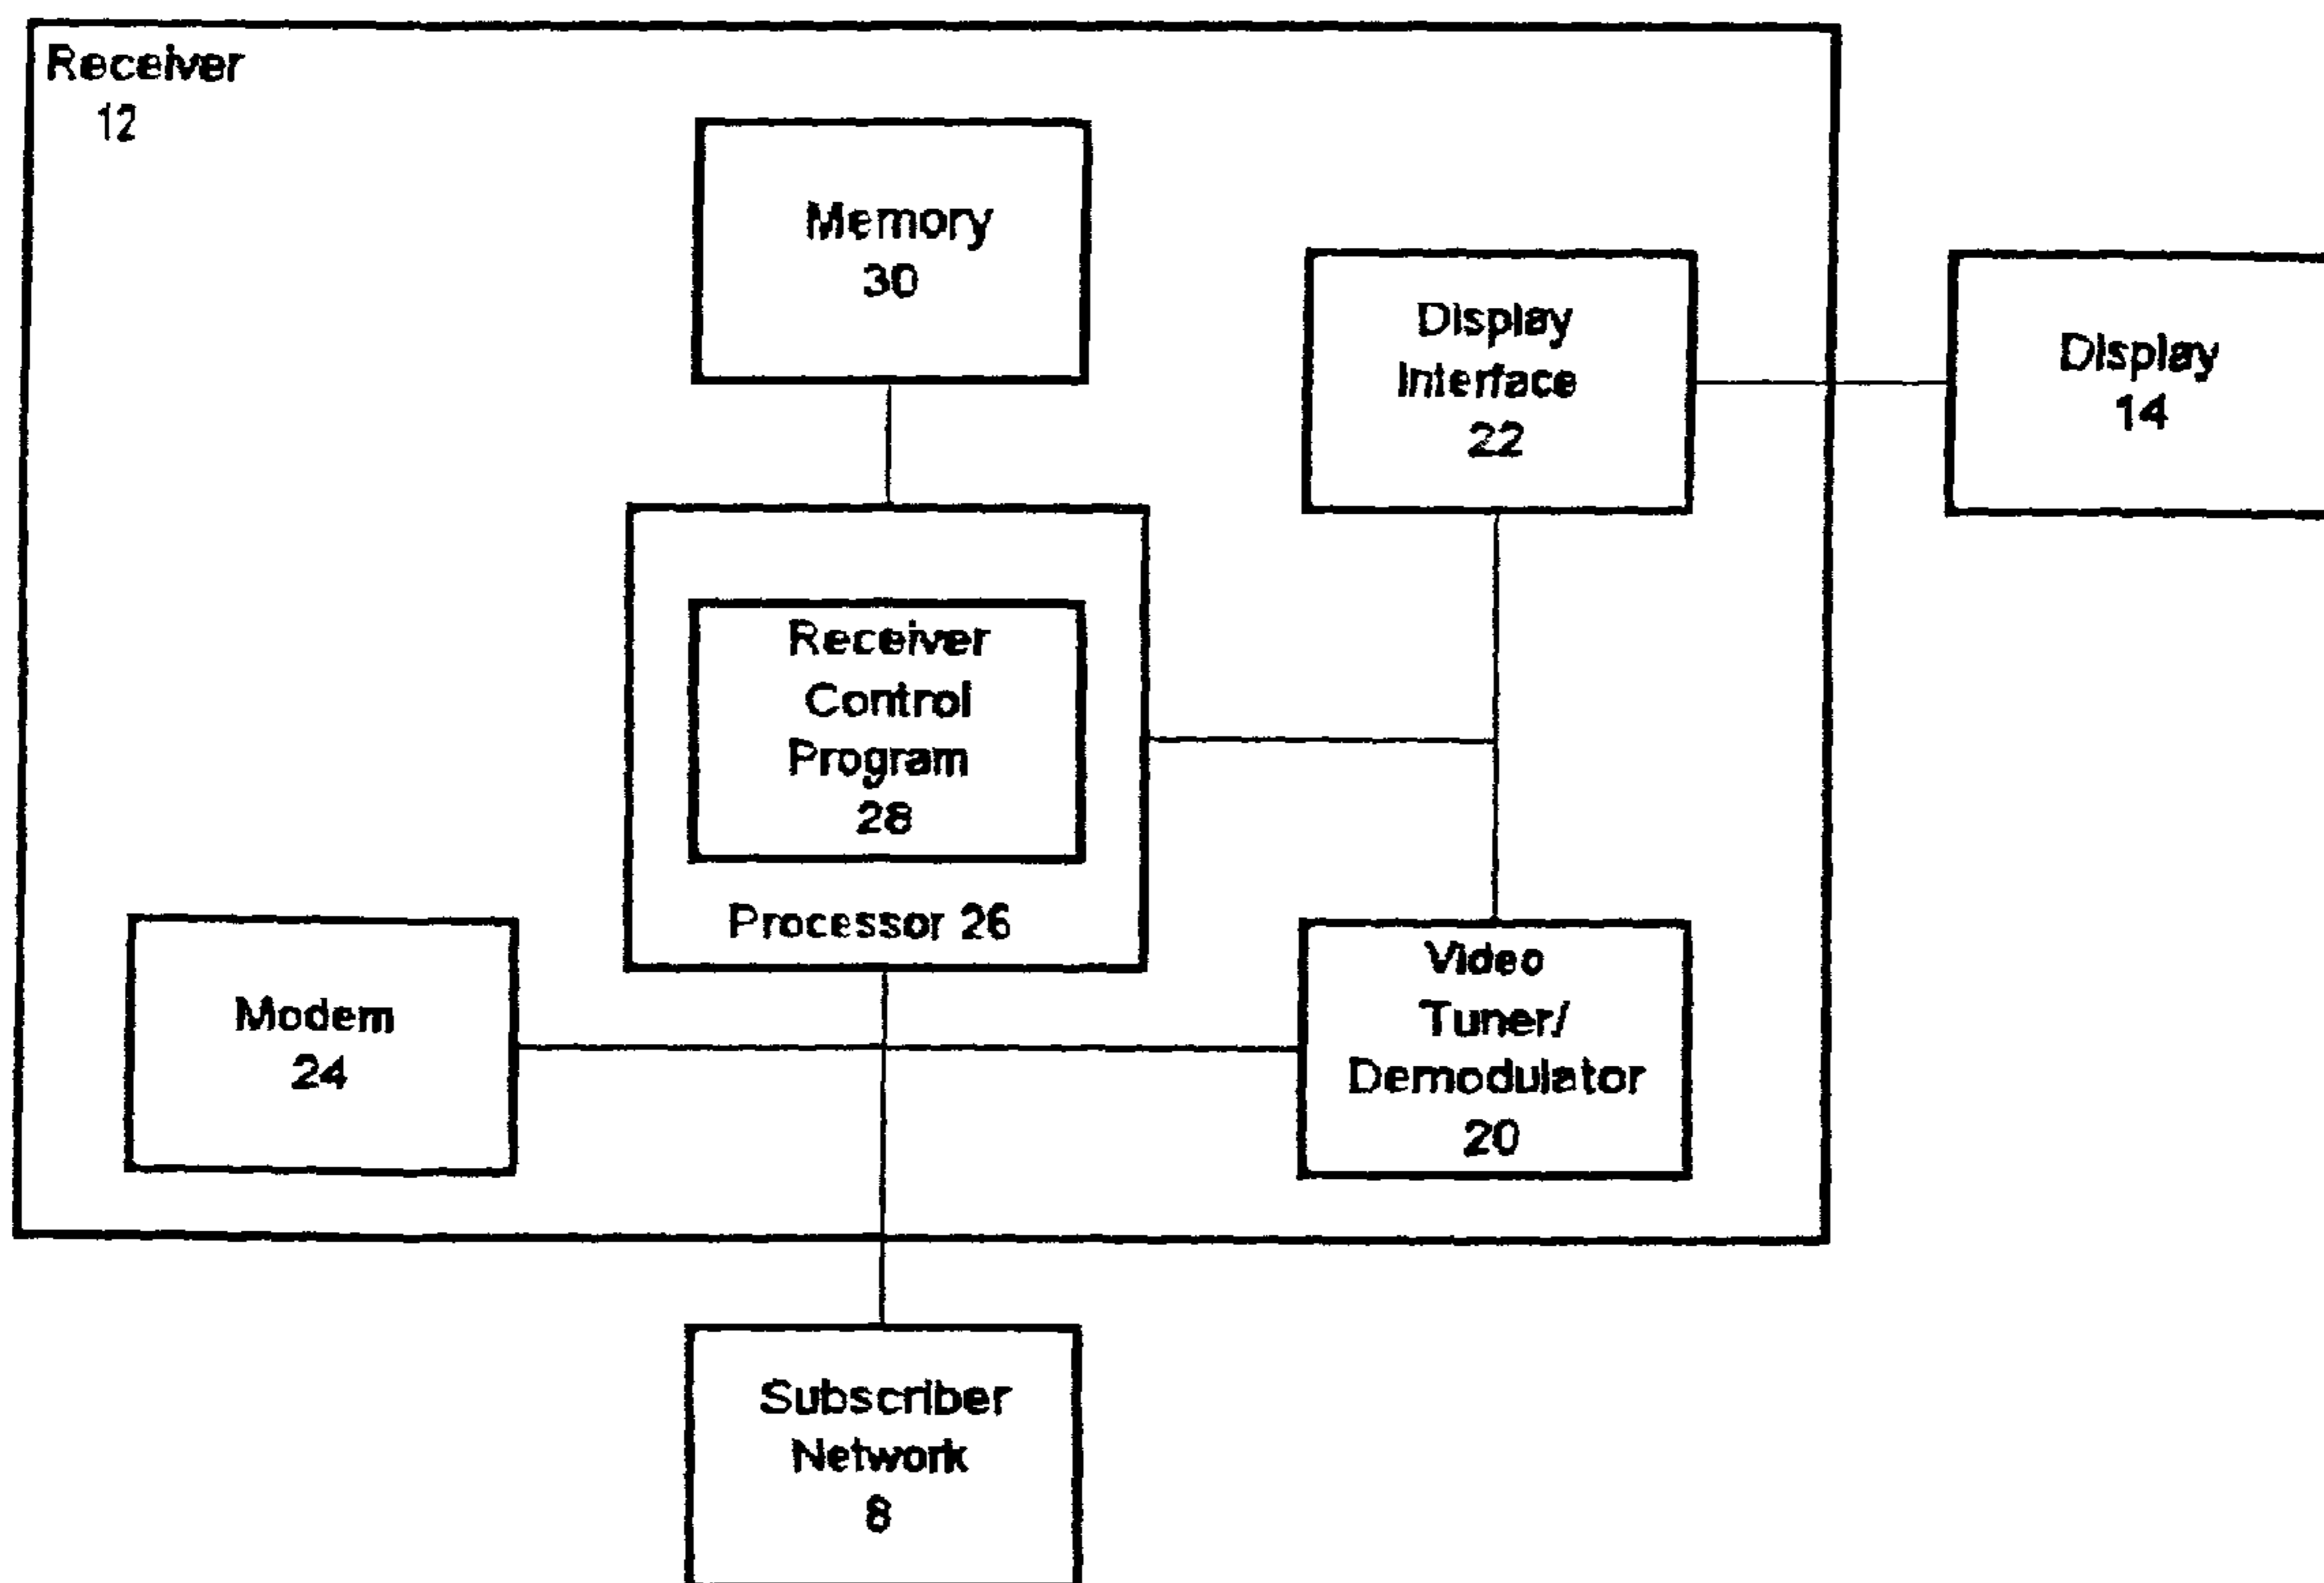 Receiver
12
Memory
30
Display
Interface
22
Display
14
Receiver
Control
Program
28
Processor 26
Modem
24
Video
Tuner/
Demodulator
20
Subscriber
Network
8